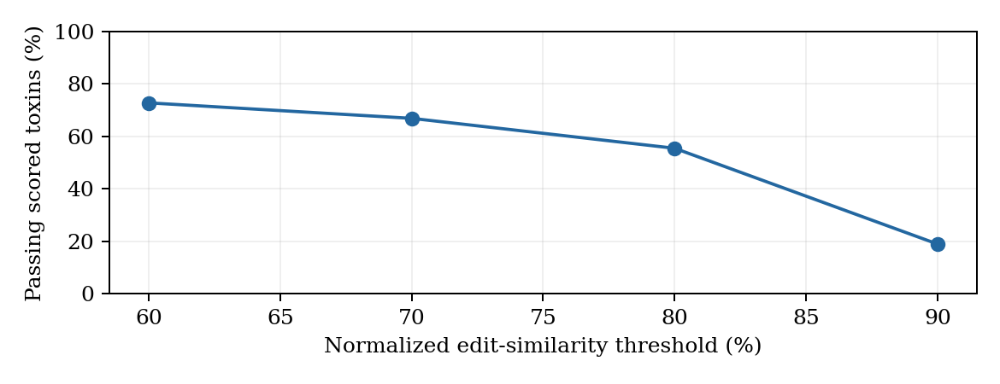 Passing scored toxins (%)
100
80
60
40
20
0
60 65 70 75 80 85 90
Normalized edit-similarity threshold (%)